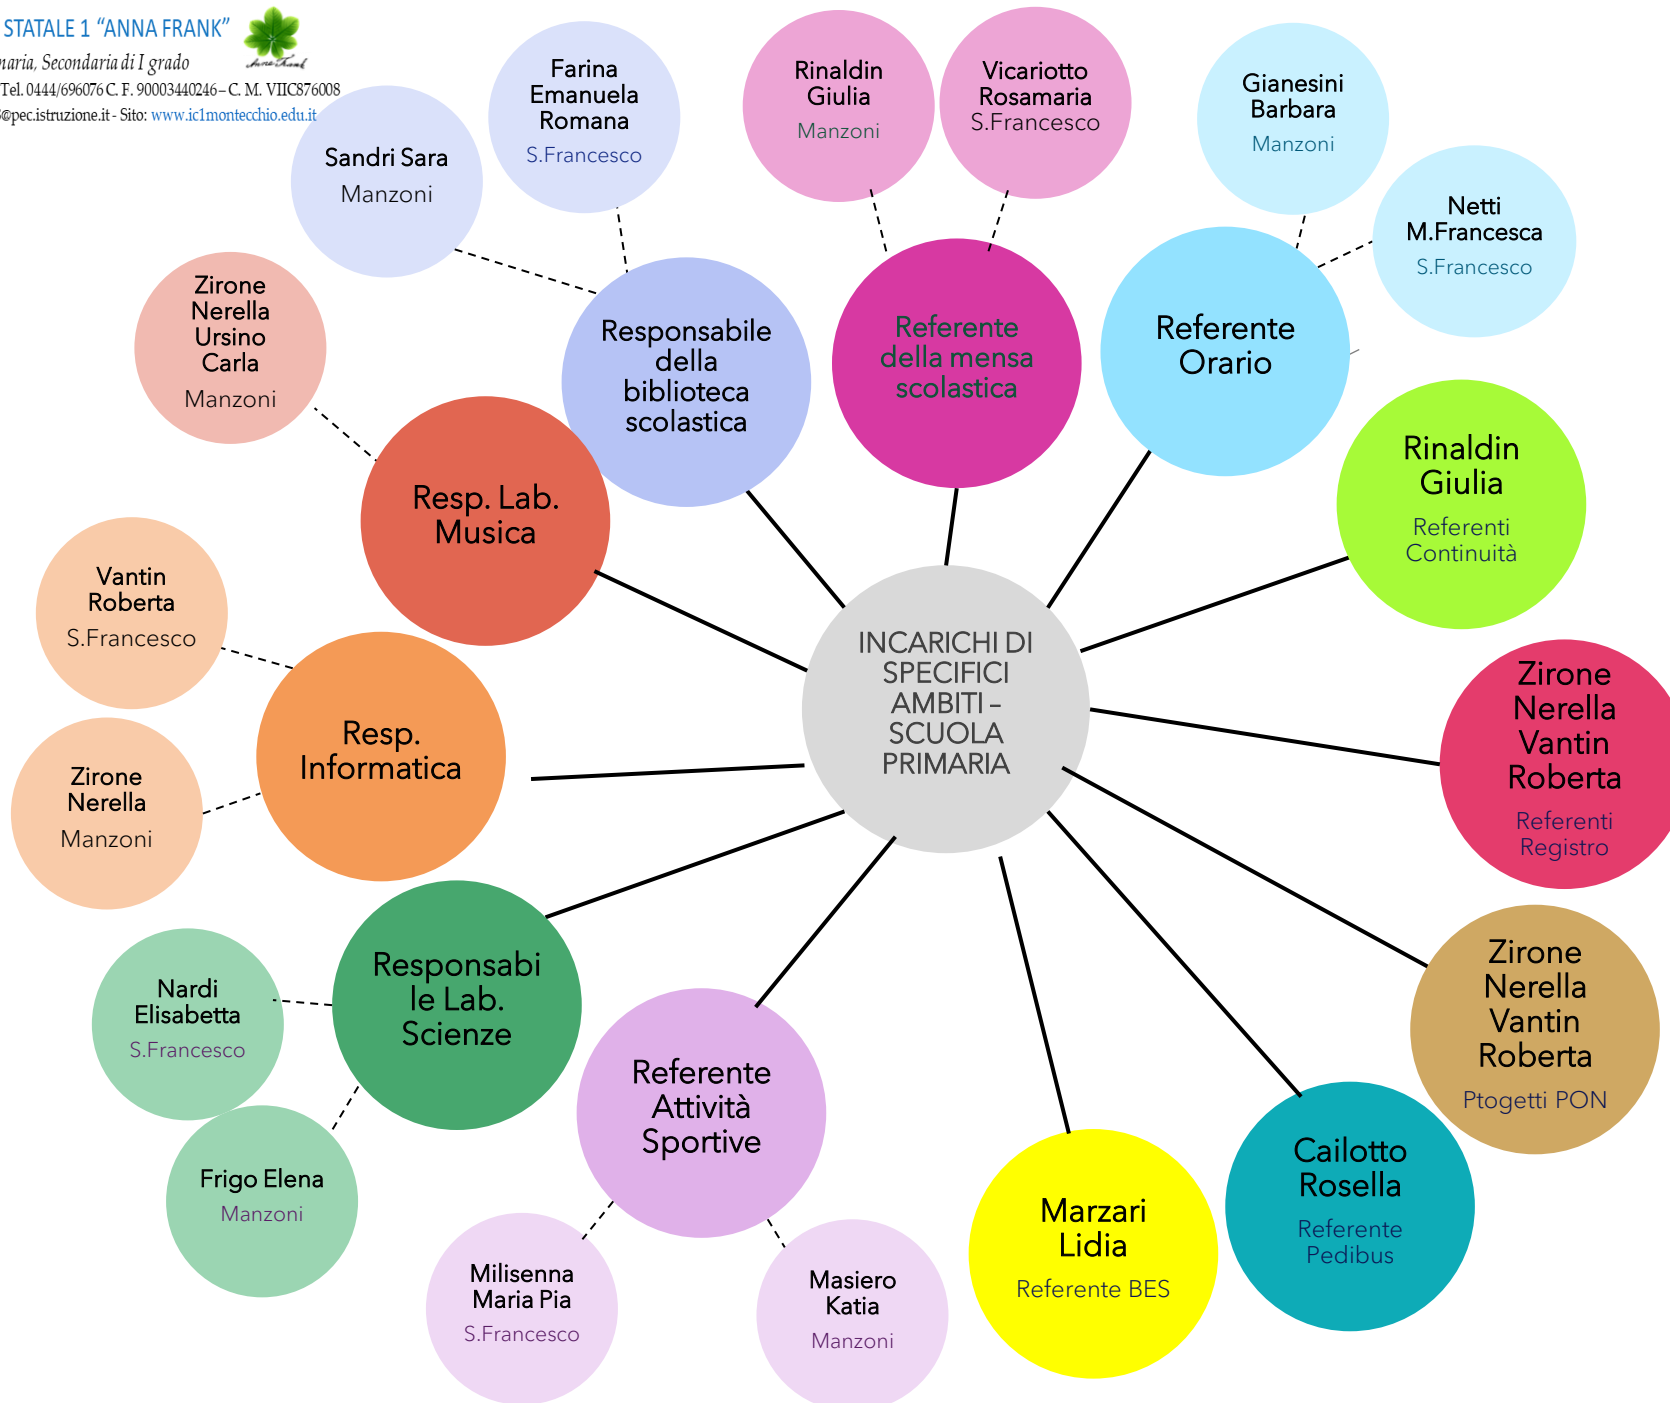 STATALE 1 “ANNA FRANK”
maria, Secondaria di I grado
Tel. 0444/696076 C. F. 90003440246 – C. M. VIIC876008
@pec.istruzione.it - Sito: www.ic1montecchio.edu.it
Anna Frank
Farina
Emanuela
Romana
S.Francesco
Sandri Sara
Manzoni
Rinaldin
Giulia
Manzoni
Vicariotto
Rosamaria
S.Francesco
Gianesini
Barbara
Manzoni
Netti
M.Francesca
S.Francesco
Zirone
Nerella
Ursino
Carla
Manzoni
Responsabile
della
biblioteca
scolastica
Referente
della mensa
scolastica
Referente
Orario
Resp. Lab.
Musica
Rinaldin
Giulia
Referenti
Continuità
Vantin
Roberta
S.Francesco
Resp.
Informatica
Zirone
Nerella
Manzoni
INCARICHI DI
SPECIFICI
AMBITI –
SCUOLA
PRIMARIA
Zirone
Nerella
Vantin
Roberta
Referenti
Registro
Zirone
Nerella
Vantin
Roberta
Ptogetti PON
Responsabi
le Lab.
Scienze
Nardi
Elisabetta
S.Francesco
Frigo Elena
Manzoni
Referente
Attività
Sportive
Milisenna
Maria Pia
S.Francesco
Masiero
Katia
Manzoni
Marzari
Lidia
Referente BES
Cailotto
Rosella
Referente
Pedibus